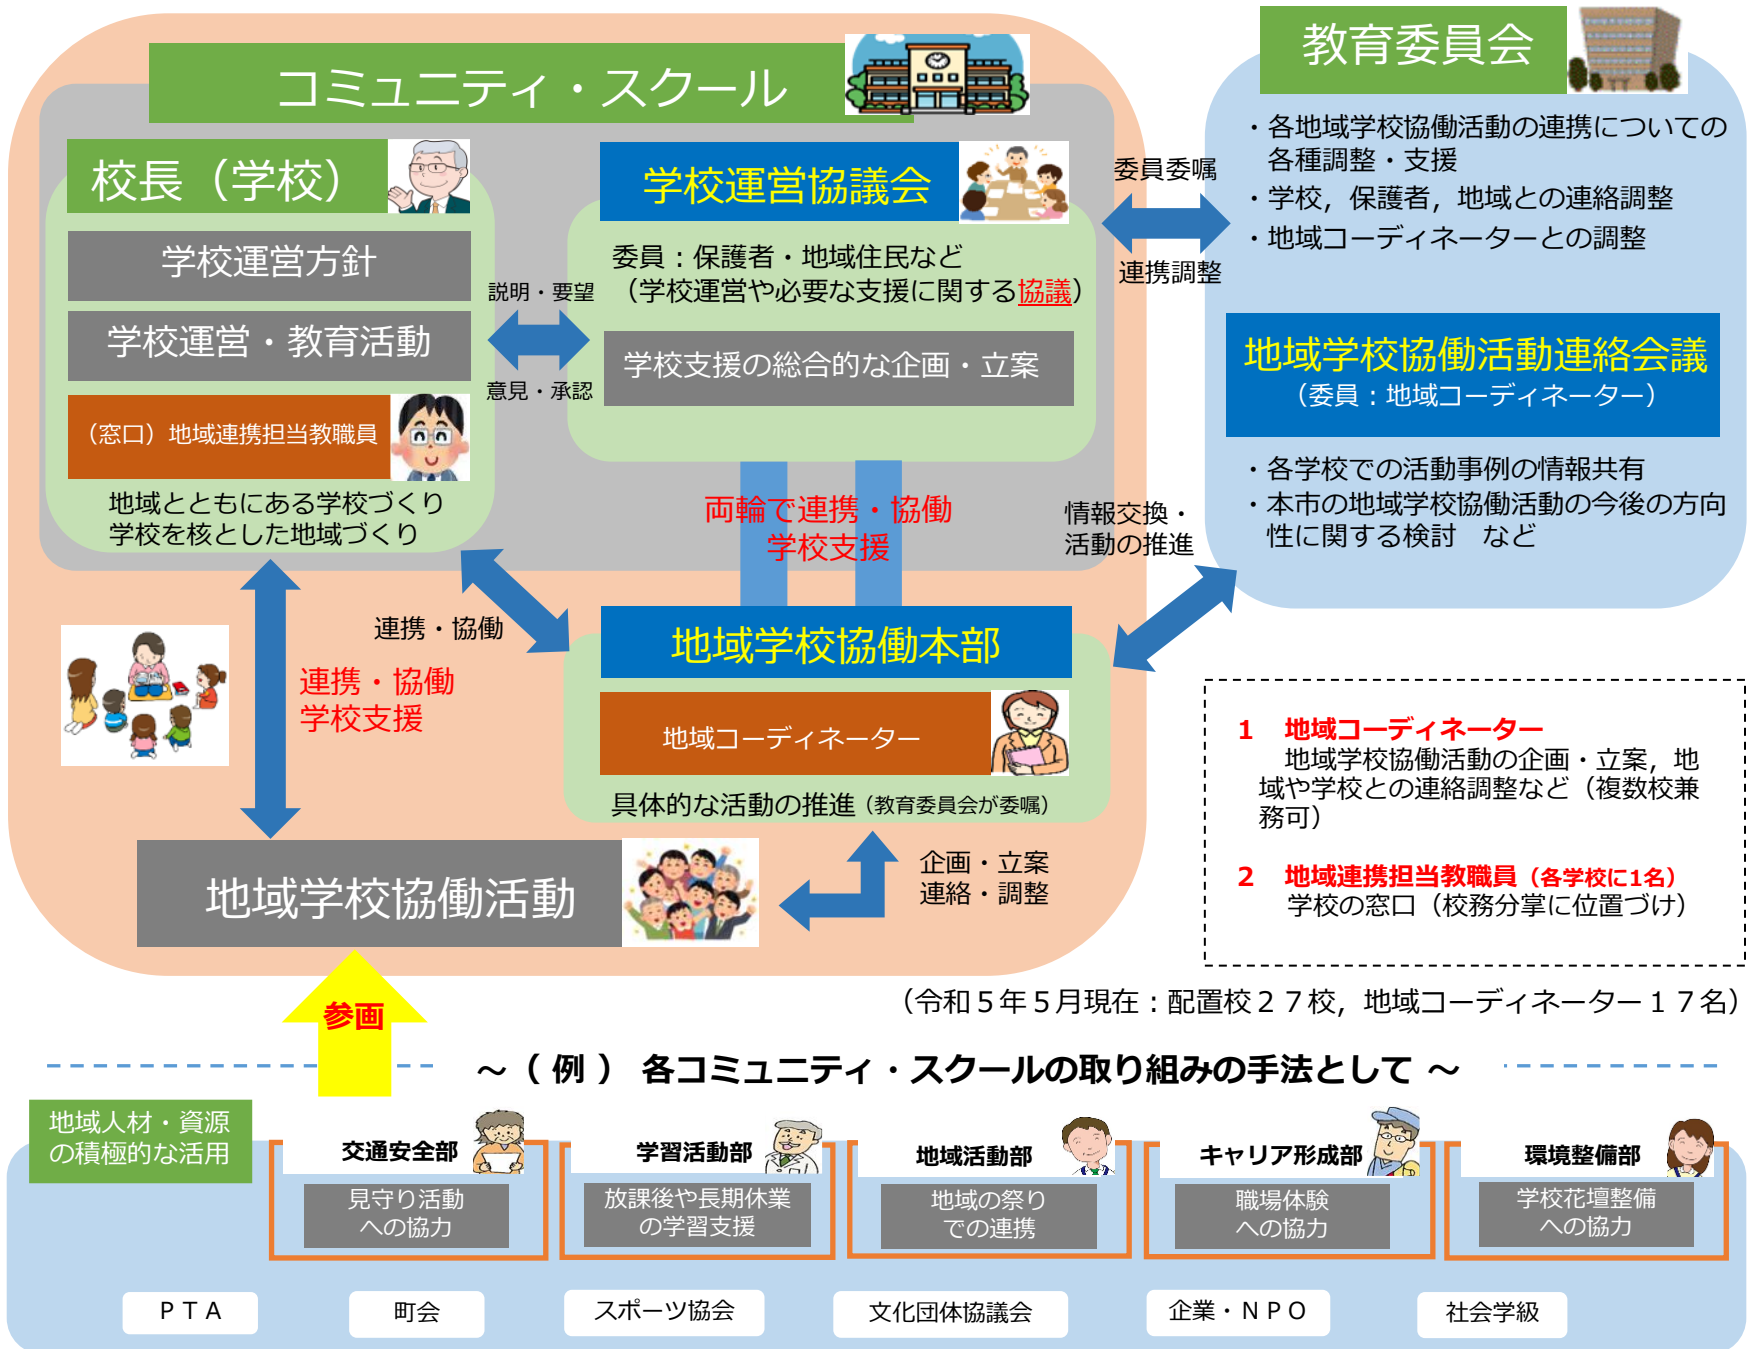 コミュニティ・スクール
校長（学校）
学校運営方針
学校運営・教育活動
（窓口）地域連携担当教職員
地域とともにある学校づくり
学校を核とした地域づくり
説明・要望
意見・承認
学校運営協議会
委員：保護者・地域住民など
（学校運営や必要な支援に関する協議）
学校支援の総合的な企画・立案
委員委嘱
連携調整
教育委員会
・各地域学校協働活動の連携についての
各種調整・支援
・学校，保護者，地域との連絡調整
・地域コーディネーターとの調整
地域学校協働活動連絡会議
（委員：地域コーディネーター）
・各学校での活動事例の情報共有
・本市の地域学校協働活動の今後の方向
性に関する検討　など
両輪で連携・協働
学校支援
情報交換・
活動の推進
連携・協働
連携・協働
学校支援
地域学校協働本部
地域コーディネーター
具体的な活動の推進（教育委員会が委嘱）
企画・立案
連絡・調整
地域学校協働活動
1　地域コーディネーター
地域学校協働活動の企画・立案，地
域や学校との連絡調整など（複数校兼
務可）
2　地域連携担当教職員（各学校に1名）
学校の窓口（校務分掌に位置づけ）
参画
（令和５年５月現在：配置校２７校，地域コーディネーター１７名）
～（ 例 ） 各コミュニティ・スクールの取り組みの手法として ～
地域人材・資源
の積極的な活用
交通安全部
見守り活動
への協力
学習活動部
放課後や長期休業
の学習支援
地域活動部
地域の祭り
での連携
キャリア形成部
職場体験
への協力
環境整備部
学校花壇整備
への協力
ＰＴＡ
町会
スポーツ協会
文化団体協議会
企業・ＮＰＯ
社会学級